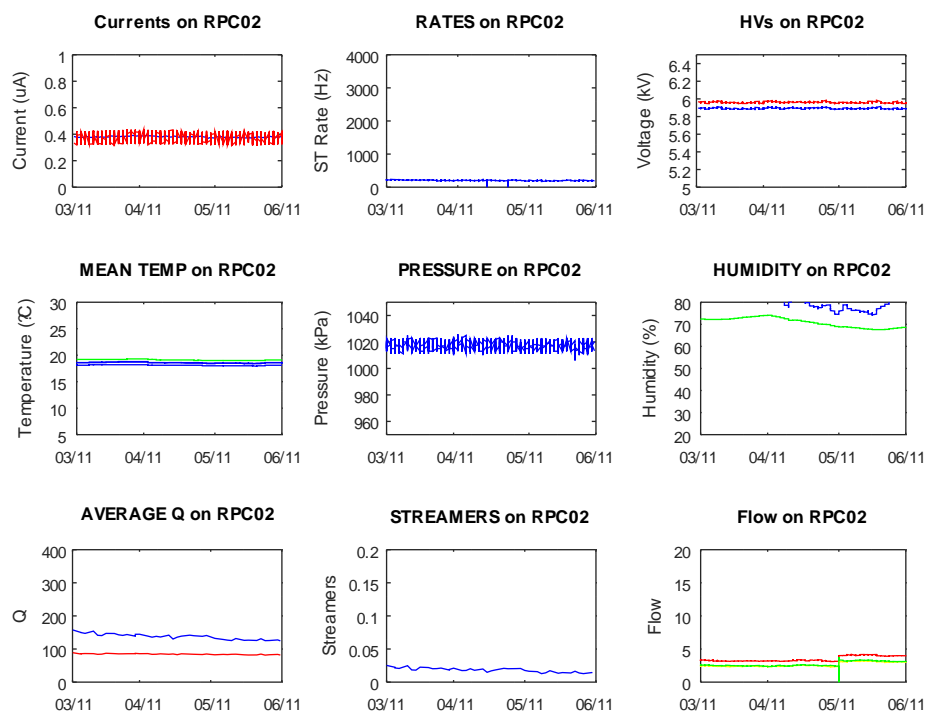 Currents on RPC02
RATES on RPC02
HVs on RPC02
Current (uA)
1
0.8
0.6
0.4
0.2
0
03/11 04/11 05/11 06/11
ST Rate (Hz)
4000
3000
2000
1000
0
03/11 04/11 05/11 06/11
Voltage (kV)
6.4
6.2
6
5.8
5.6
5.4
5.2
5
03/11 04/11 05/11 06/11
MEAN TEMP on RPC02
PRESSURE on RPC02
HUMIDITY on RPC02
Temperature (?C)
30
25
20
15
10
5
03/11 04/11 05/11 06/11
Pressure (kPa)
1040
1020
1000
980
960
03/11 04/11 05/11 06/11
Humidity (%)
80
70
60
50
40
30
20
03/11 04/11 05/11 06/11
AVERAGE Q on RPC02
STREAMERS on RPC02
Flow on RPC02
Q
400
300
200
100
0
03/11 04/11 05/11 06/11
Streamers
0.2
0.15
0.1
0.05
0
03/11 04/11 05/11 06/11
Flow
20
15
10
5
0
03/11 04/11 05/11 06/11